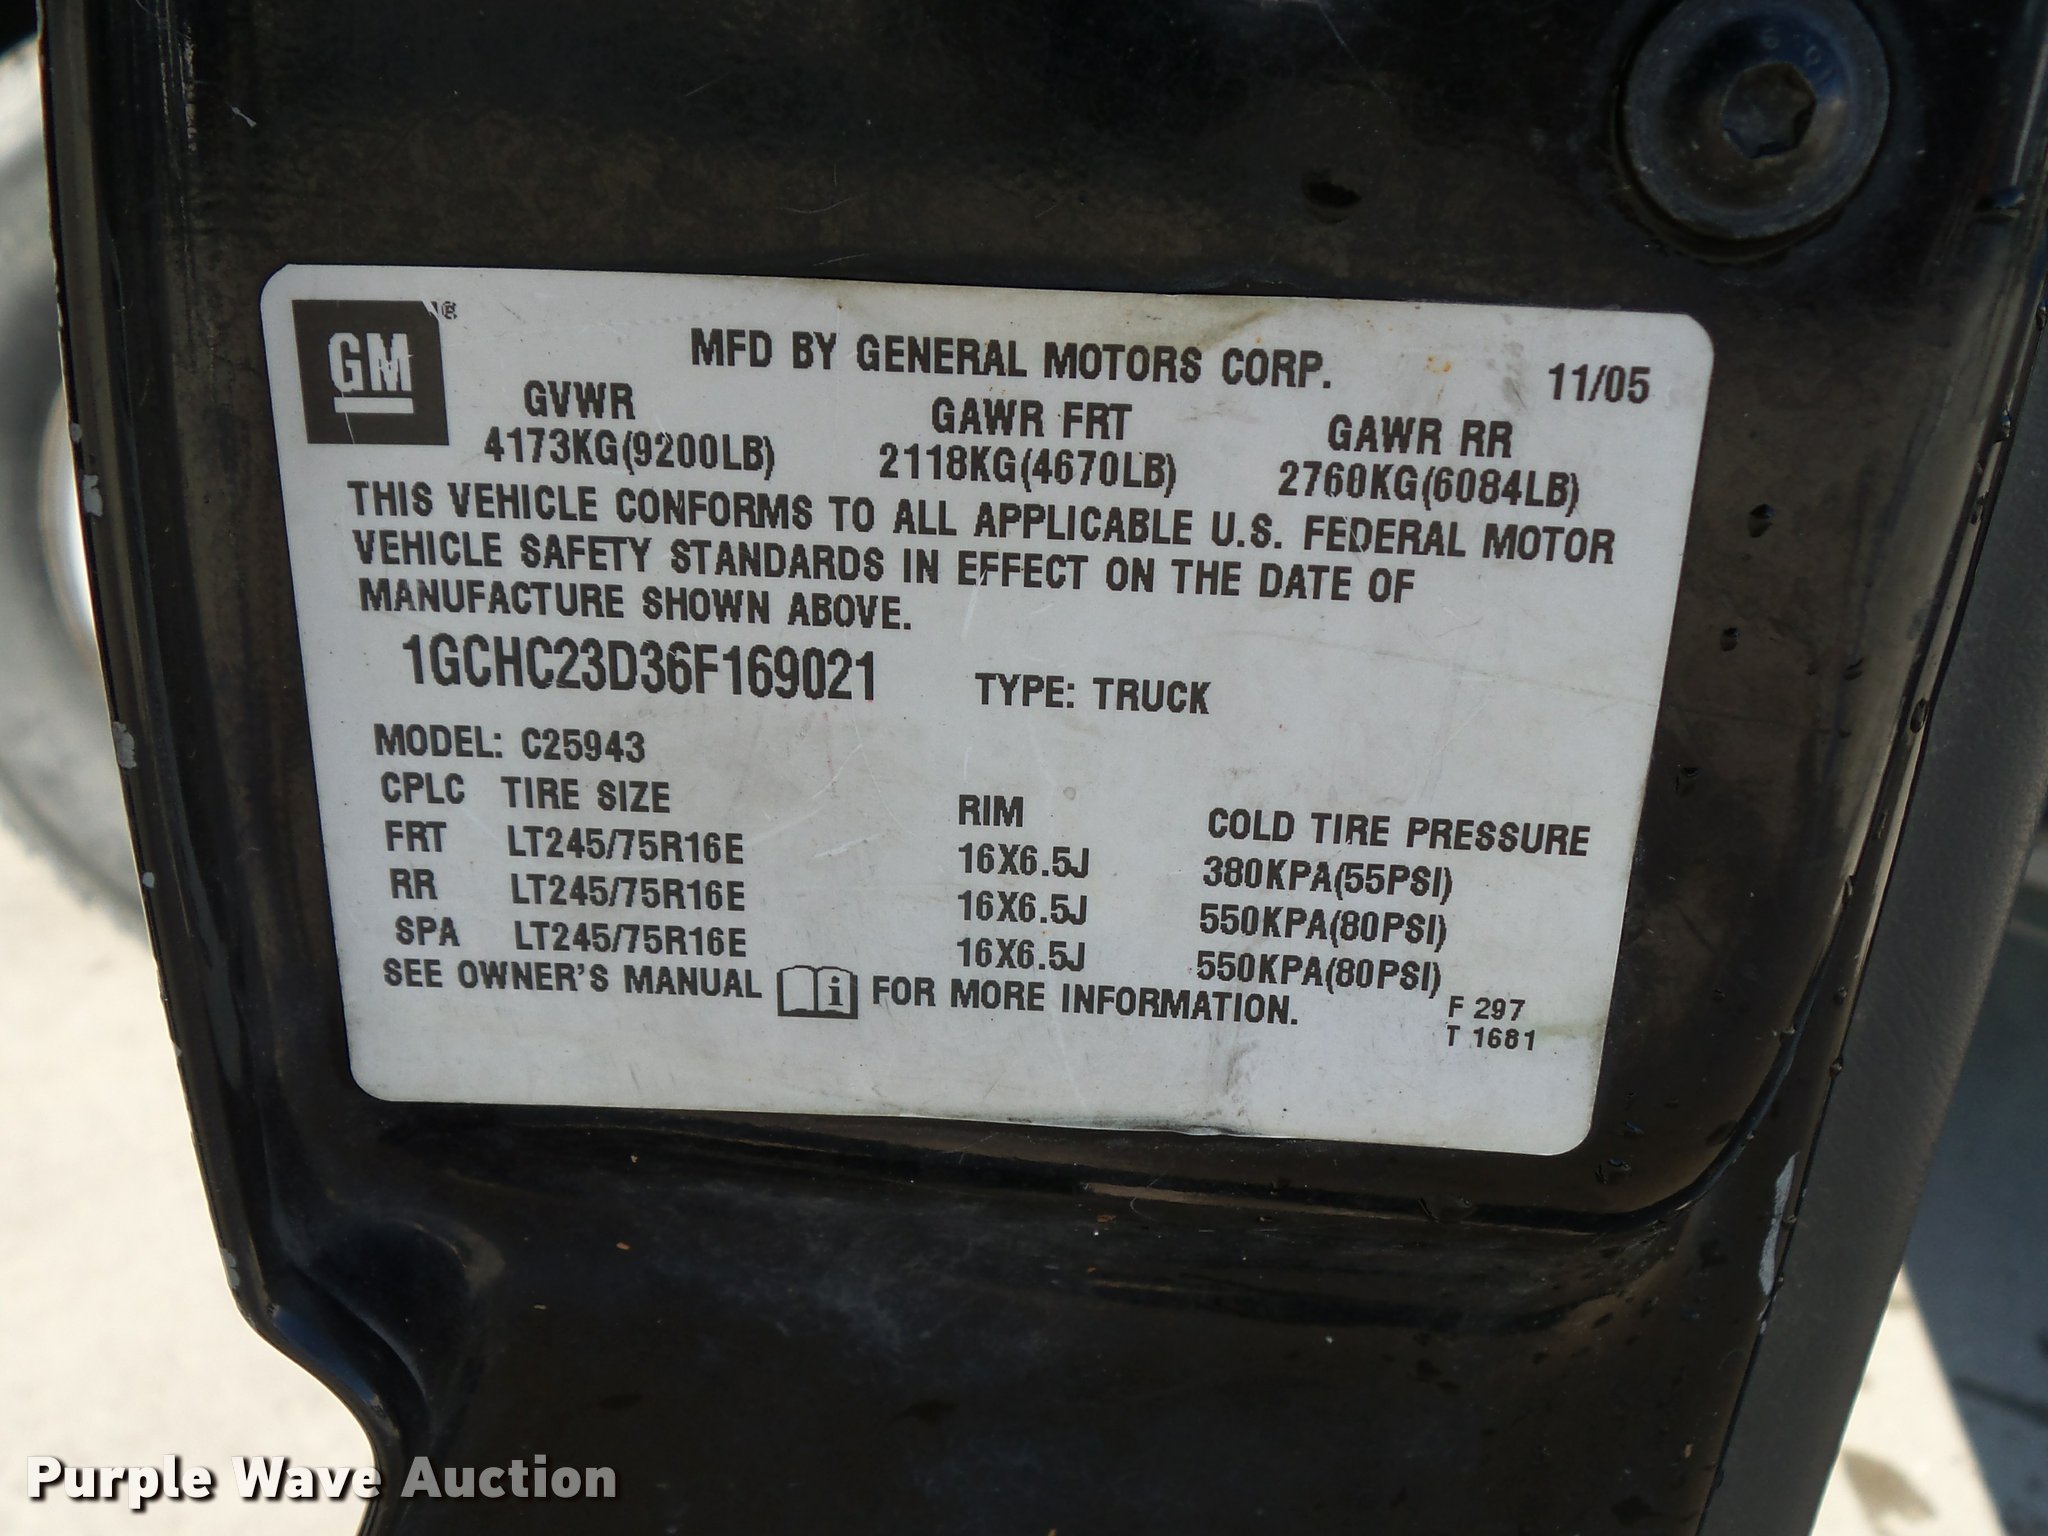 GM ®
MFD BY GENERAL MOTORS CORP. 11/05
GVWR GAWR FRT GAWR RR
4173KG(9200LB) 2118KG(4670LB) 2760KG(6084LB)
THIS VEHICLE CONFORMS TO ALL APPLICABLE U.S. FEDERAL MOTOR
VEHICLE SAFETY STANDARDS IN EFFECT ON THE DATE OF
MANUFACTURE SHOWN ABOVE.
1GCHC23D36F169021 TYPE: TRUCK
MODEL: C25943
CPLC TIRE SIZE RIM COLD TIRE PRESSURE
FRT LT245/75R16E 16X6.5J 380KPA(55PSI)
RR LT245/75R16E 16X6.5J 550KPA(80PSI)
SPA LT245/75R16E 16X6.5J 550KPA(80PSI)
SEE OWNER'S MANUAL i FOR MORE INFORMATION.
F 297
T 1681
Purple Wave Auction